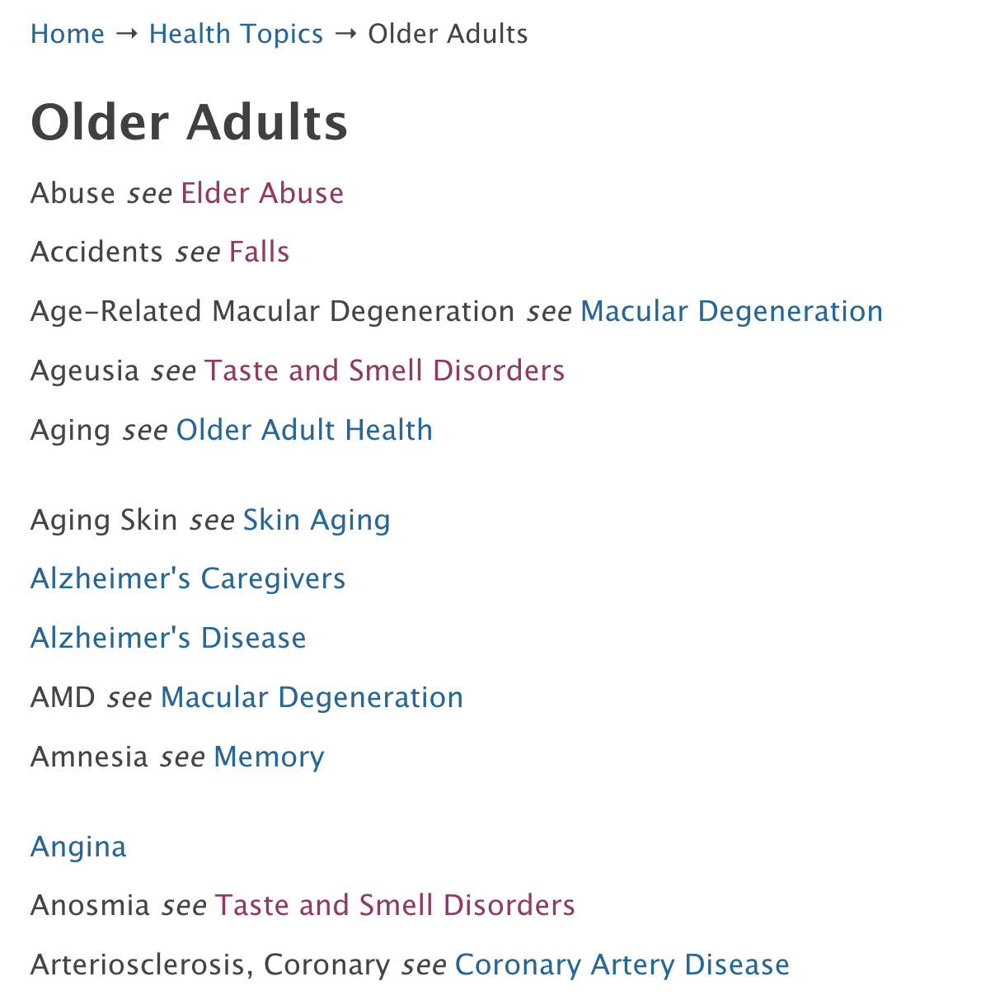 Home → Health Topics → Older Adults
Older Adults
Abuse see Elder Abuse
Accidents see Falls
Age-Related Macular Degeneration see Macular Degeneration
Ageusia see Taste and Smell Disorders
Aging see Older Adult Health
Aging Skin see Skin Aging
Alzheimer's Caregivers
Alzheimer's Disease
AMD see Macular Degeneration
Amnesia see Memory
Angina
Anosmia see Taste and Smell Disorders
Arteriosclerosis, Coronary see Coronary Artery Disease